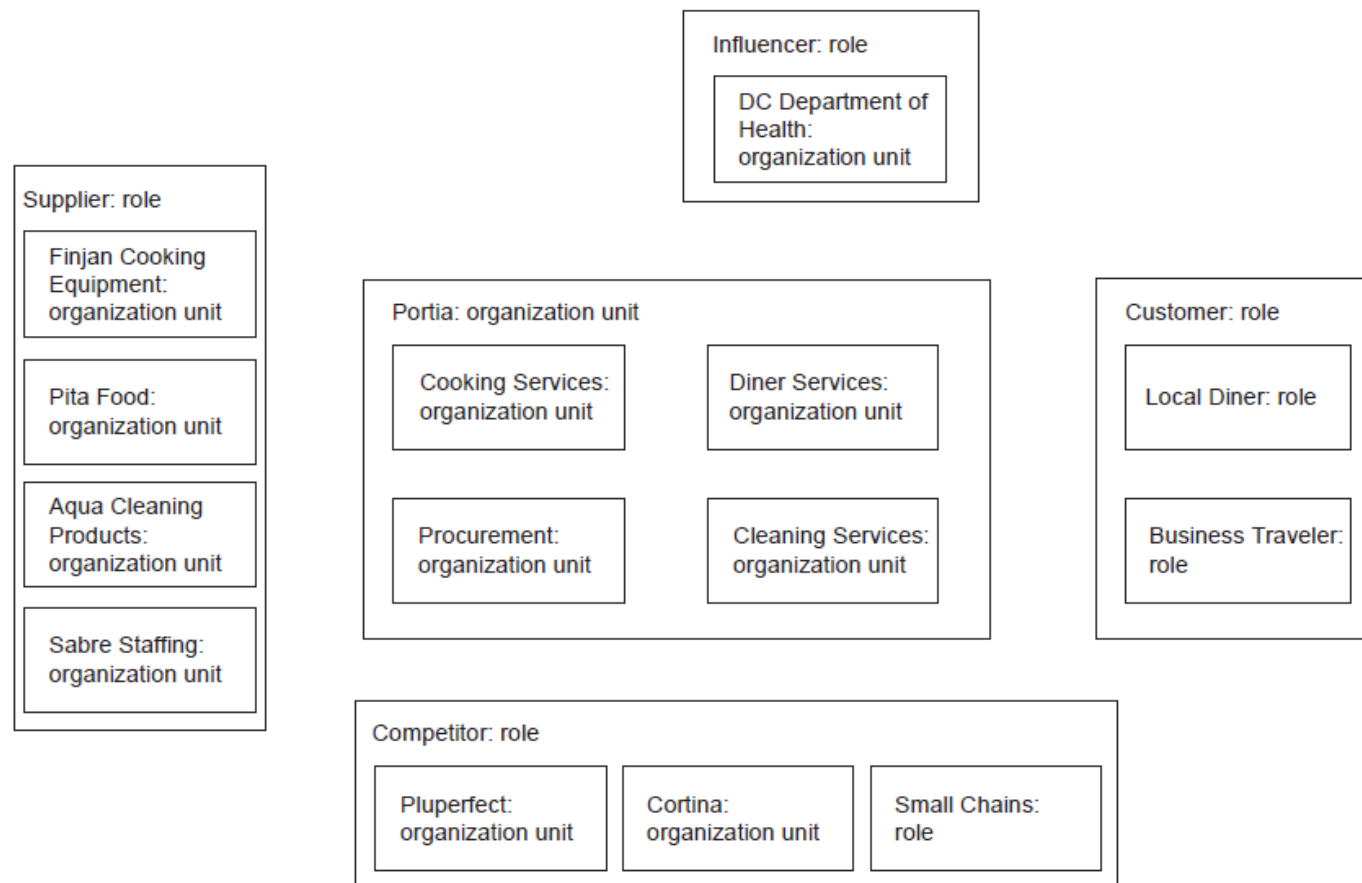 Influencer: role
DC Department of
Health:
organization unit
Supplier: role
Finjan Cooking
Equipment:
organization unit
Pita Food:
organization unit
Aqua Cleaning
Products:
organization unit
Sabre Staffing:
organization unit
Portia: organization unit
Cooking Services:
organization unit
Diner Services:
organization unit
Procurement:
organization unit
Cleaning Services:
organization unit
Customer: role
Local Diner: role
Business Traveler:
role
Competitor: role
Pluperfect:
organization unit
Cortina:
organization unit
Small Chains:
role